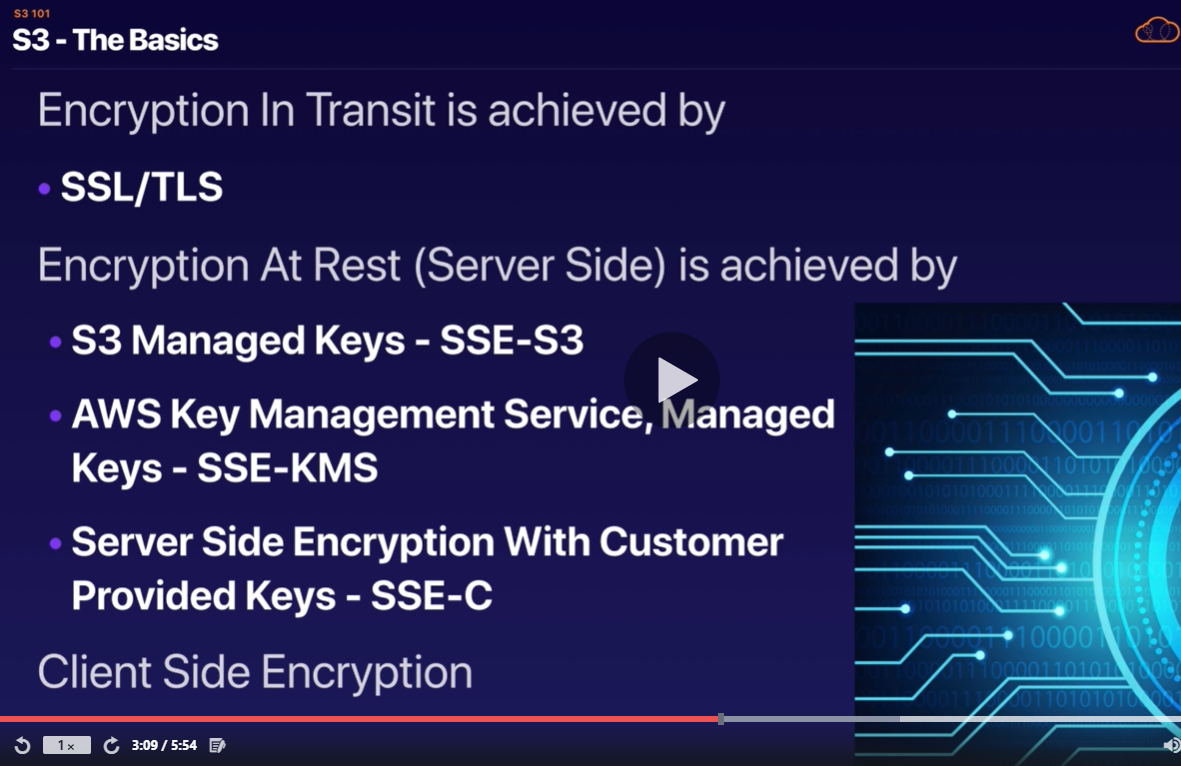 S3 101
S3 - The Basics
Encryption In Transit is achieved by
• SSL/TLS
Encryption At Rest (Server Side) is achieved by
• S3 Managed Keys - SSE-S3
• AWS Key Management Service, Managed
Keys - SSE-KMS
• Server Side Encryption With Customer
Provided Keys - SSE-C
Client Side Encryption
1 x
3:09 / 5:54